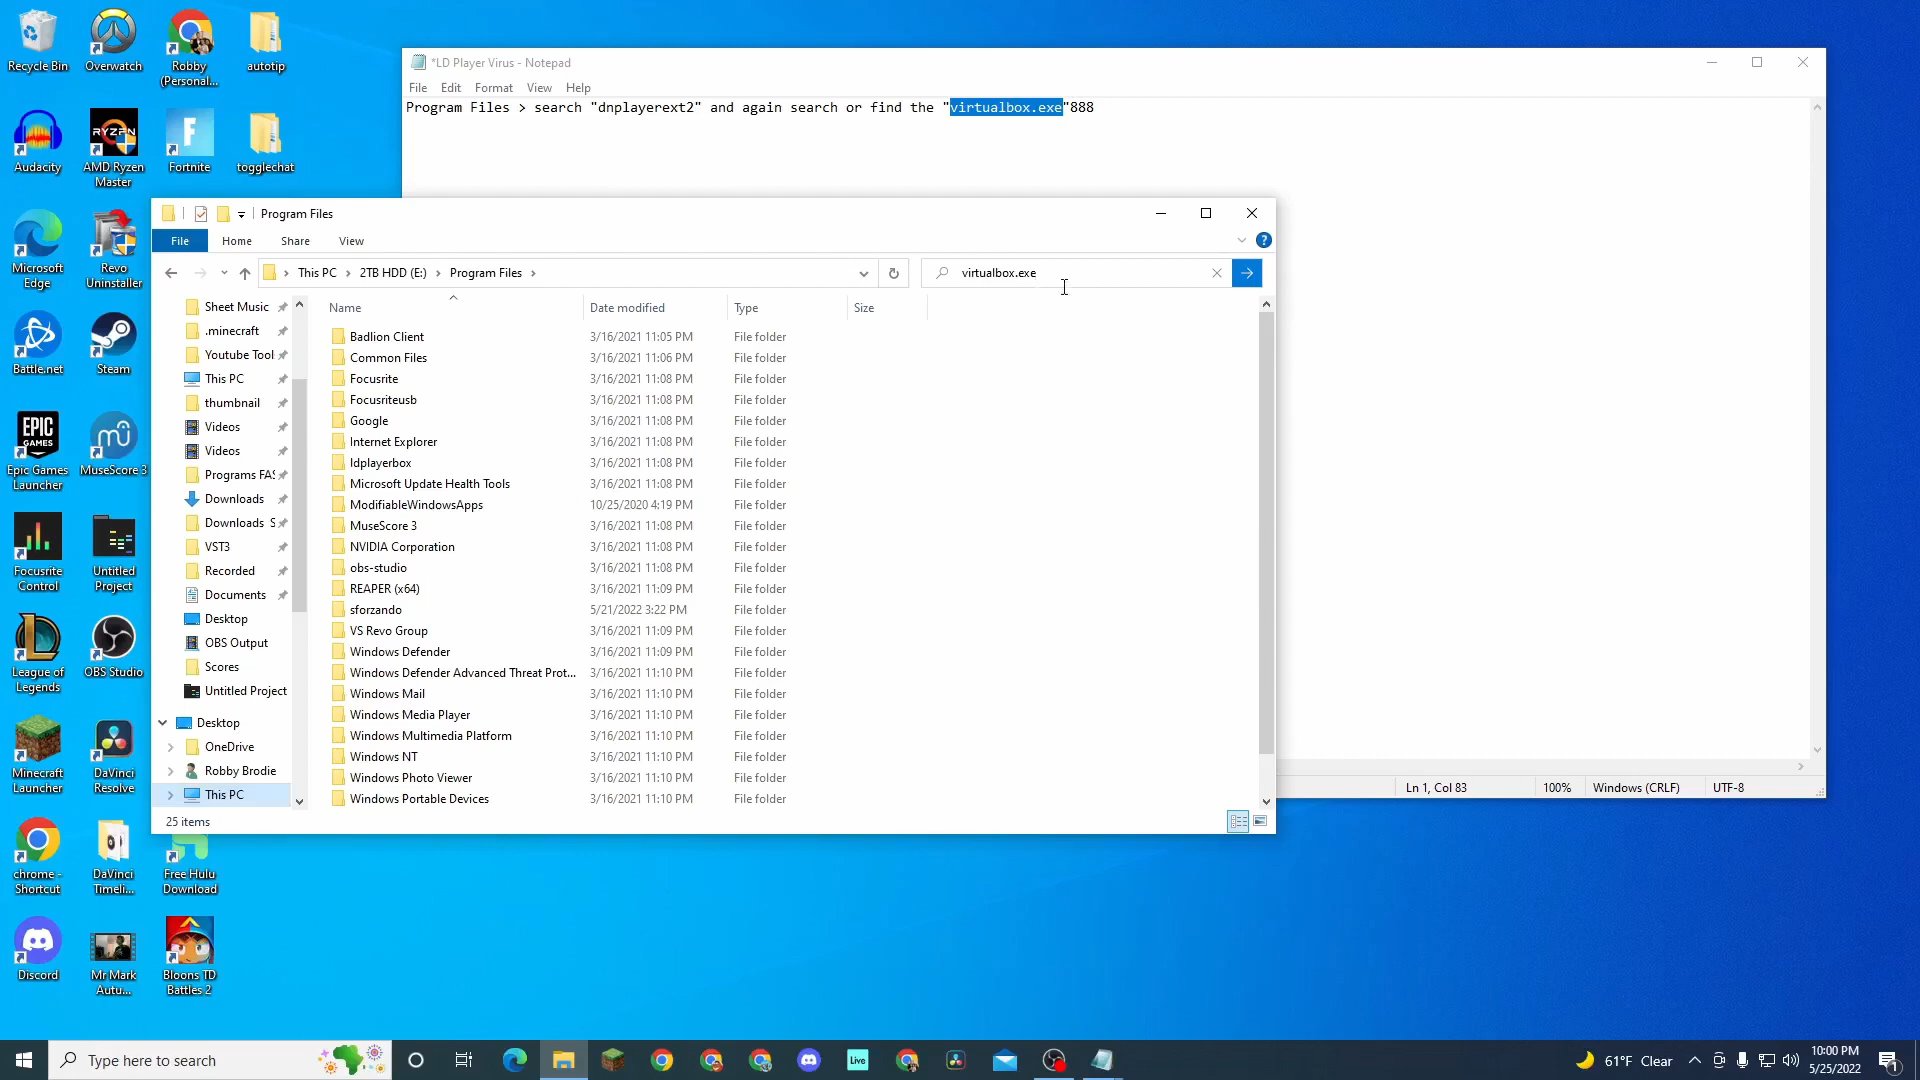 Recycle Bin
Overwatch
Robby
(Personal...
autotip
Audacity
AMD Ryzen
Master
Fortnite
togglechat
Microsoft
Edge
Revo
Uninstaller
Battle.net
Steam
EPIC
GAMES
Epic Games
Launcher
MuseScore 3
Focusrite
Control
Untitled
Project
League of
Legends
OBS Studio
Minecraft
Launcher
DaVinci
Resolve
chrome -
Shortcut
DaVinci
Timeli...
Free Hulu
Download
Discord
Mr Mark
Autu...
Bloons TD
Battles 2
*LD Player Virus - Notepad
File Edit Format View Help
Program Files > search "dnplayerext2" and again search or find the "virtualbox.exe"888
Ln 1, Col 83 100% Windows (CRLF) UTF-8
Program Files
File Home Share View
This PC > 2TB HDD (E:) > Program Files >
virtualbox.exe
Sheet Music
.minecraft
Youtube Tool
This PC
thumbnail
Videos
Videos
Programs FAS
Downloads
Downloads S
VST3
Recorded
Documents
Desktop
OBS Output
Scores
Untitled Project
Desktop
OneDrive
Robby Brodie
This PC
Name Date modified Type Size
Badlion Client 3/16/2021 11:05 PM File folder
Common Files 3/16/2021 11:06 PM File folder
Focusrite 3/16/2021 11:08 PM File folder
Focusriteusb 3/16/2021 11:08 PM File folder
Google 3/16/2021 11:08 PM File folder
Internet Explorer 3/16/2021 11:08 PM File folder
ldplayerbox 3/16/2021 11:08 PM File folder
Microsoft Update Health Tools 3/16/2021 11:08 PM File folder
ModifiableWindowsApps 10/25/2020 4:19 PM File folder
MuseScore 3 3/16/2021 11:08 PM File folder
NVIDIA Corporation 3/16/2021 11:08 PM File folder
obs-studio 3/16/2021 11:08 PM File folder
REAPER (x64) 3/16/2021 11:09 PM File folder
sforzando 5/21/2022 3:22 PM File folder
VS Revo Group 3/16/2021 11:09 PM File folder
Windows Defender 3/16/2021 11:09 PM File folder
Windows Defender Advanced Threat Prot... 3/16/2021 11:10 PM File folder
Windows Mail 3/16/2021 11:10 PM File folder
Windows Media Player 3/16/2021 11:10 PM File folder
Windows Multimedia Platform 3/16/2021 11:10 PM File folder
Windows NT 3/16/2021 11:10 PM File folder
Windows Photo Viewer 3/16/2021 11:10 PM File folder
Windows Portable Devices 3/16/2021 11:10 PM File folder
25 items
Type here to search
Live
61°F Clear
10:00 PM
5/25/2022
1